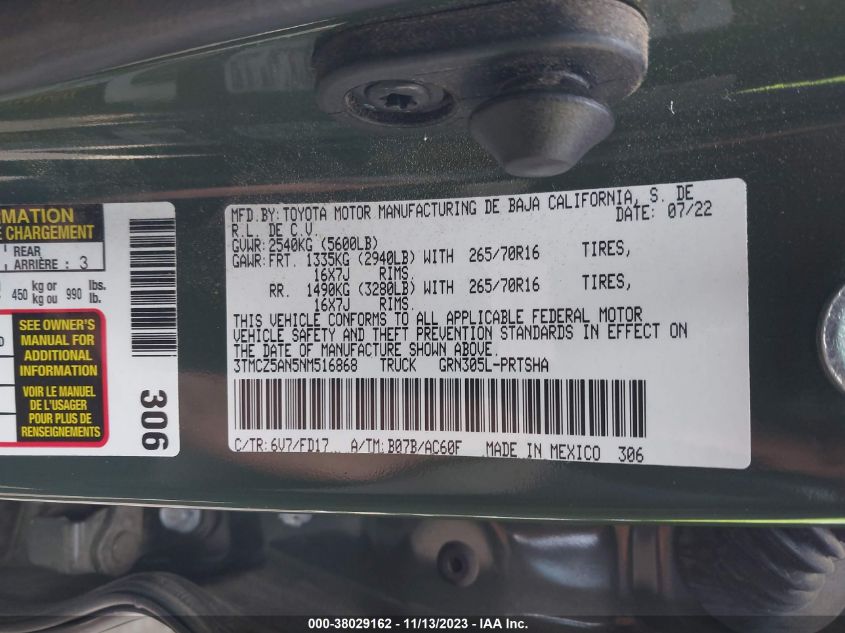 MFD.BY: TOYOTA MOTOR MANUFACTURING DE BAJA CALIFORNIA, S. DE
R.L. DE C.V. DATE: 07/22
GVWR: 2540KG (5600LB)
GAWR: FRT. 1335KG (2940LB) WITH 265/70R16 TIRES,
16X7J RIMS.
RR. 1490KG (3280LB) WITH 265/70R16 TIRES,
16X7J RIMS.
THIS VEHICLE CONFORMS TO ALL APPLICABLE FEDERAL MOTOR
VEHICLE SAFETY AND THEFT PREVENTION STANDARDS IN EFFECT ON
THE DATE OF MANUFACTURE SHOWN ABOVE.
3TMCZ5AN5NM516868 TRUCK GRN305L-PRTSHA
C/TR: 6V7/FD17 A/TM: B07B/AC60F MADE IN MEXICO 306
CHARGEMENT
REAR
ARRIÈRE : 3
450 kg or 990 lbs.
kg ou lb.
SEE OWNER'S
MANUAL FOR
ADDITIONAL
INFORMATION
VOIR LE MANUEL
DE L'USAGER
POUR PLUS DE
RENSEIGNEMENTS
306
000-38029162 - 11/13/2023 - IAA Inc.